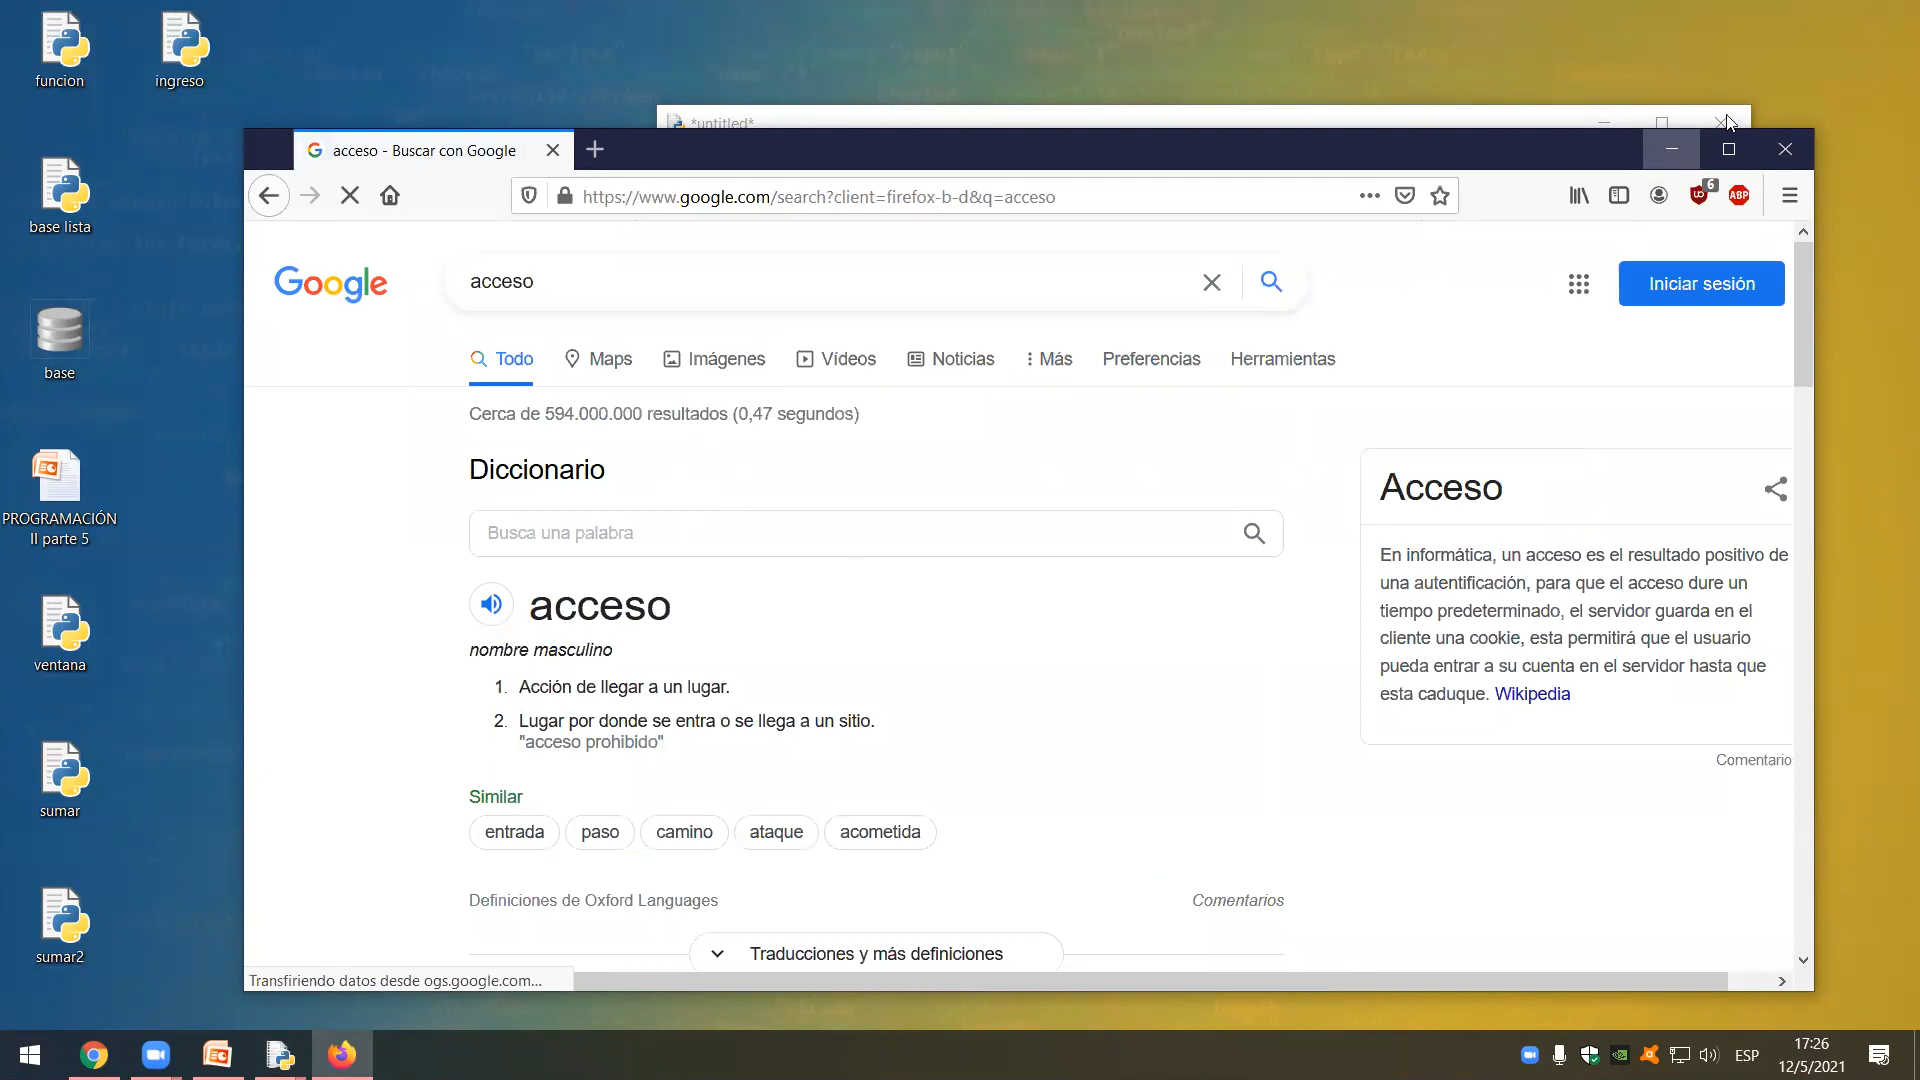 funcion
ingreso
base lista
base
PROGRAMACIÓN
II parte 5
ventana
sumar
sumar2
*untitled*
acceso - Buscar con Google
https://www.google.com/search?client=firefox-b-d&q=acceso
6
ABP
Google
acceso
Iniciar sesión
Todo
Maps
Imágenes
Vídeos
Noticias
Más
Preferencias
Herramientas
Cerca de 594.000.000 resultados (0,47 segundos)
Diccionario
Busca una palabra
acceso
nombre masculino
1. Acción de llegar a un lugar.
2. Lugar por donde se entra o se llega a un sitio.
"acceso prohibido"
Similar
entrada
paso
camino
ataque
acometida
Definiciones de Oxford Languages
Comentarios
Traducciones y más definiciones
Acceso
En informática, un acceso es el resultado positivo de
una autentificación, para que el acceso dure un
tiempo predeterminado, el servidor guarda en el
cliente una cookie, esta permitirá que el usuario
pueda entrar a su cuenta en el servidor hasta que
esta caduque. Wikipedia
Comentario
Transfiriendo datos desde ogs.google.com...
ESP
17:26
12/5/2021